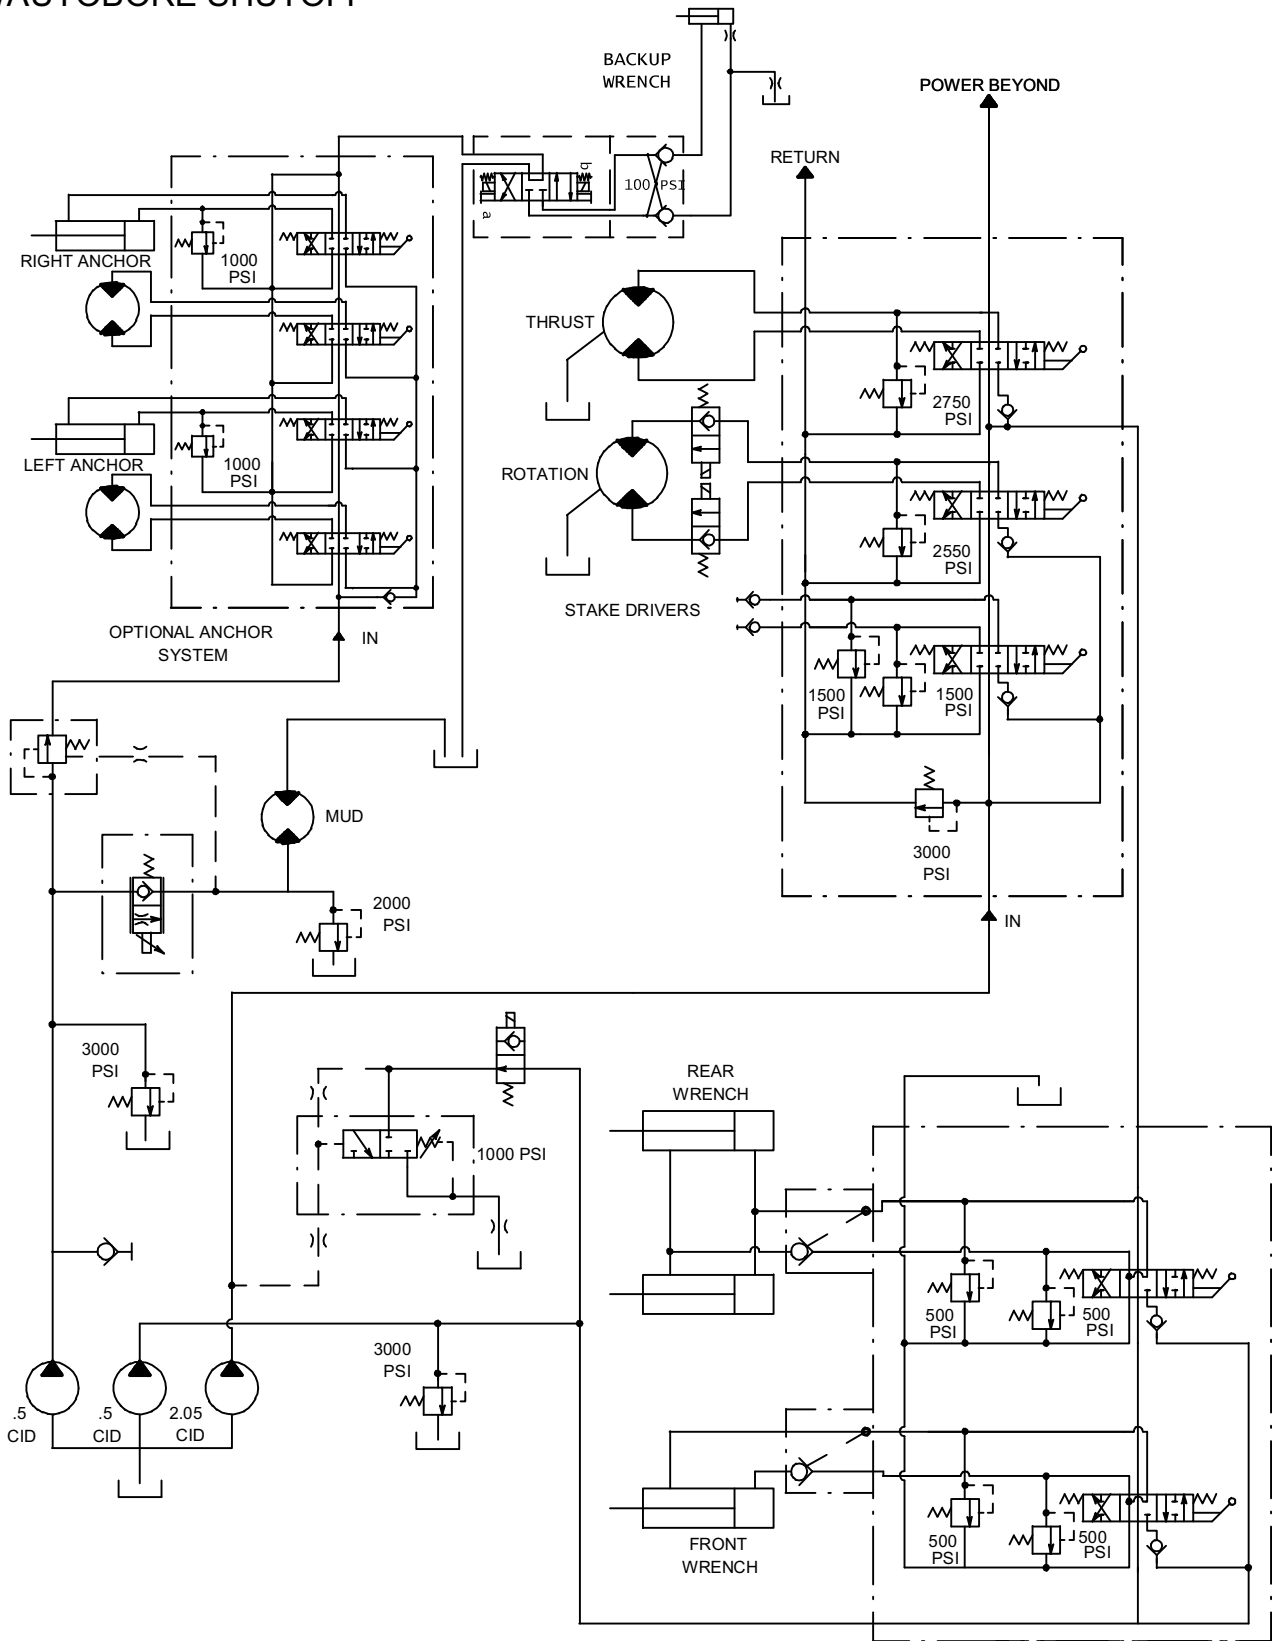 BACKUP
WRENCH
POWER BEYOND
RETURN
b
a
100 PSI
RIGHT ANCHOR
1000
PSI
THRUST
2750
PSI
LEFT ANCHOR
1000
PSI
ROTATION
2550
PSI
STAKE DRIVERS
OPTIONAL ANCHOR
SYSTEM
IN
1500
PSI
1500
PSI
MUD
3000
PSI
2000
PSI
IN
3000
PSI
REAR
WRENCH
1000 PSI
500
PSI
500
PSI
3000
PSI
.5
CID
.5
CID
2.05
CID
FRONT
WRENCH
500
PSI
500
PSI